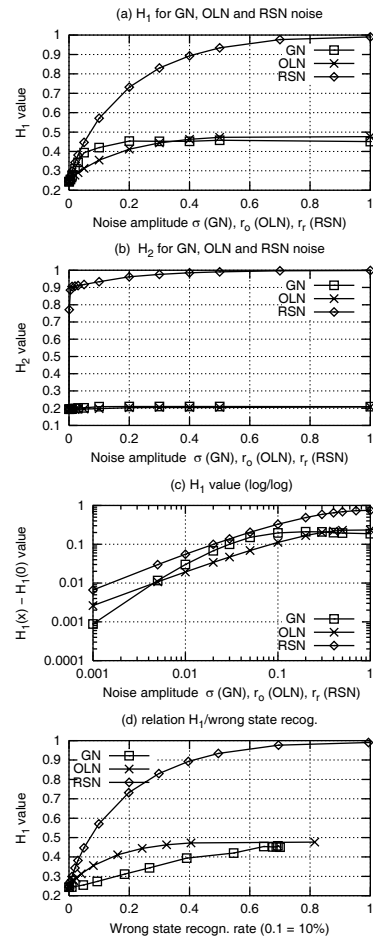 (a) H1 for GN, OLN and RSN noise
H1 value
1
0.9
0.8
0.7
0.6
0.5
0.4
0.3
0.2
GN
OLN
RSN
0 0.2 0.4 0.6 0.8 1
Noise amplitude σ (GN), ro (OLN), rr (RSN)
(b) H2 for GN, OLN and RSN noise
H2 value
1
0.9
0.8
0.7
0.6
0.5
0.4
0.3
0.2
0.1
GN
OLN
RSN
0 0.2 0.4 0.6 0.8 1
Noise amplitude σ (GN), ro (OLN), rr (RSN)
(c) H1 value (log/log)
H1(x) − H1(0) value
1
0.1
0.01
0.001
0.0001
GN
OLN
RSN
0.001 0.01 0.1 1
Noise amplitude σ (GN), ro (OLN), rr (RSN)
(d) relation H1/wrong state recog.
H1 value
1
0.9
0.8
0.7
0.6
0.5
0.4
0.3
0.2
GN
OLN
RSN
0 0.2 0.4 0.6 0.8 1
Wrong state recogn. rate (0.1 = 10%)